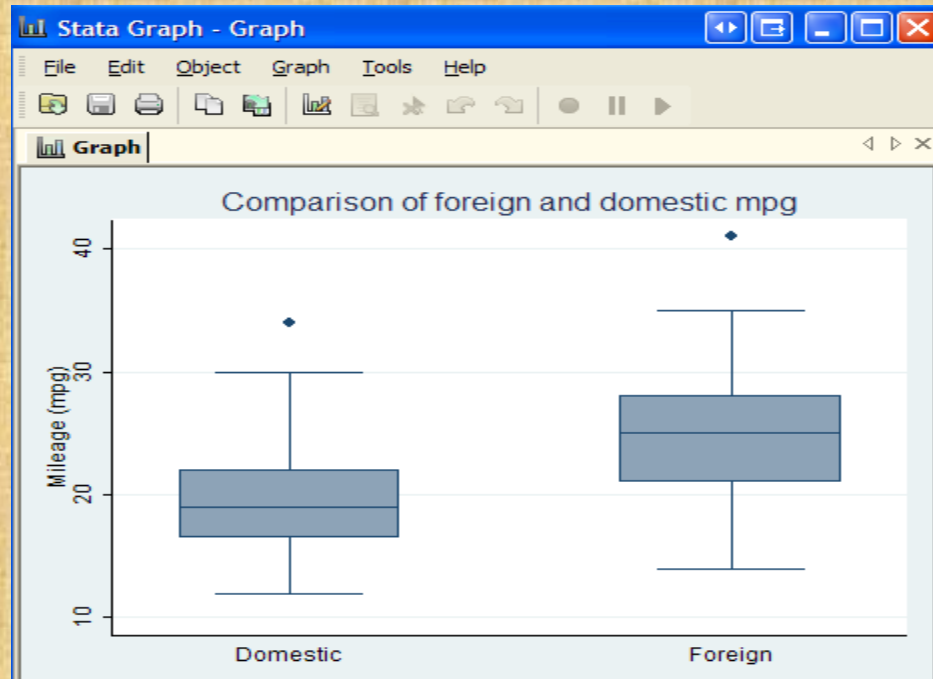 Stata Graph - Graph
File Edit Object Graph Tools Help
Graph
Comparison of foreign and domestic mpg
Mileage (mpg)
40
30
20
10
Domestic Foreign